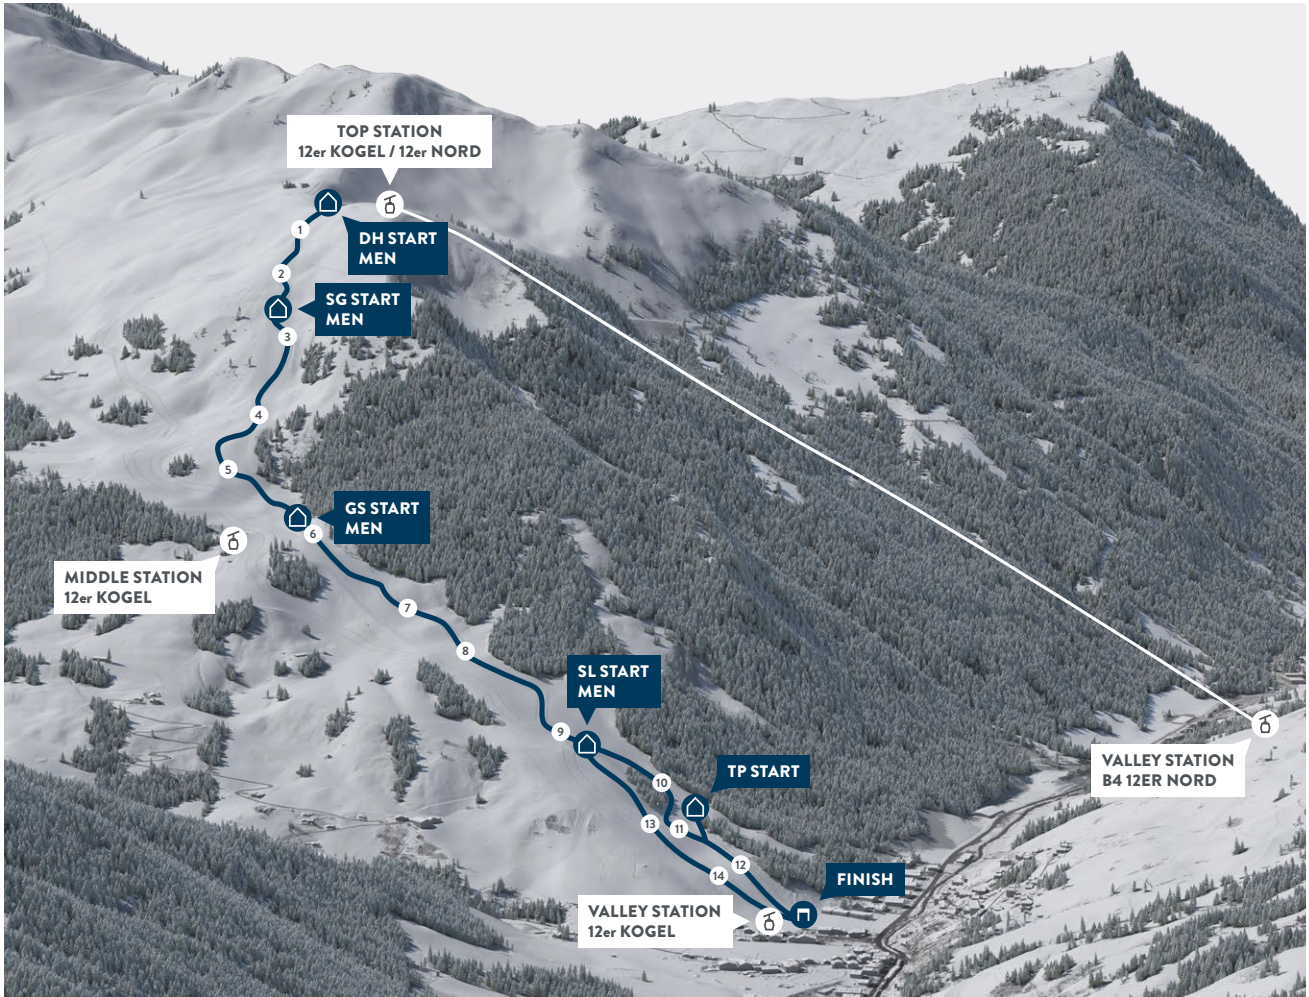 TOP STATION
12er KOGEL / 12er NORD
DH START
MEN
1
2
SG START
MEN
3
4
5
GS START
MEN
6
MIDDLE STATION
12er KOGEL
7
8
SL START
MEN
9
VALLEY STATION
B4 12ER NORD
TP START
10
13
11
12
14
FINISH
VALLEY STATION
12er KOGEL